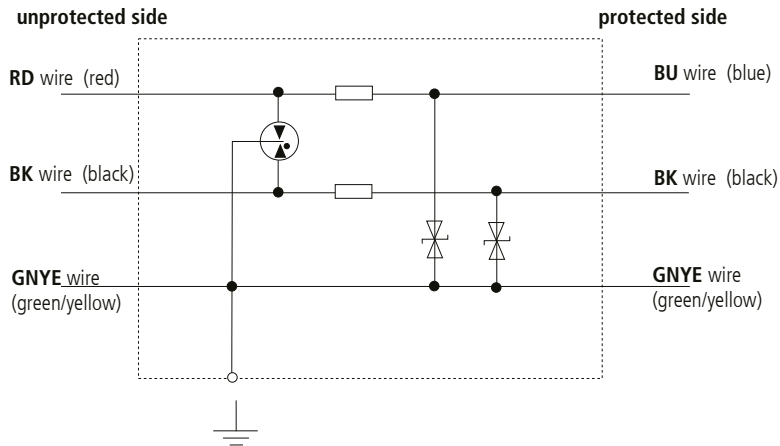 unprotected side
protected side
RD wire (red)
BU wire (blue)
BK wire (black)
BK wire (black)
GNYE wire
(green/yellow)
GNYE wire
(green/yellow)